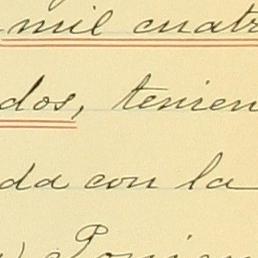 mil cuatr
dos, tenien
da con la